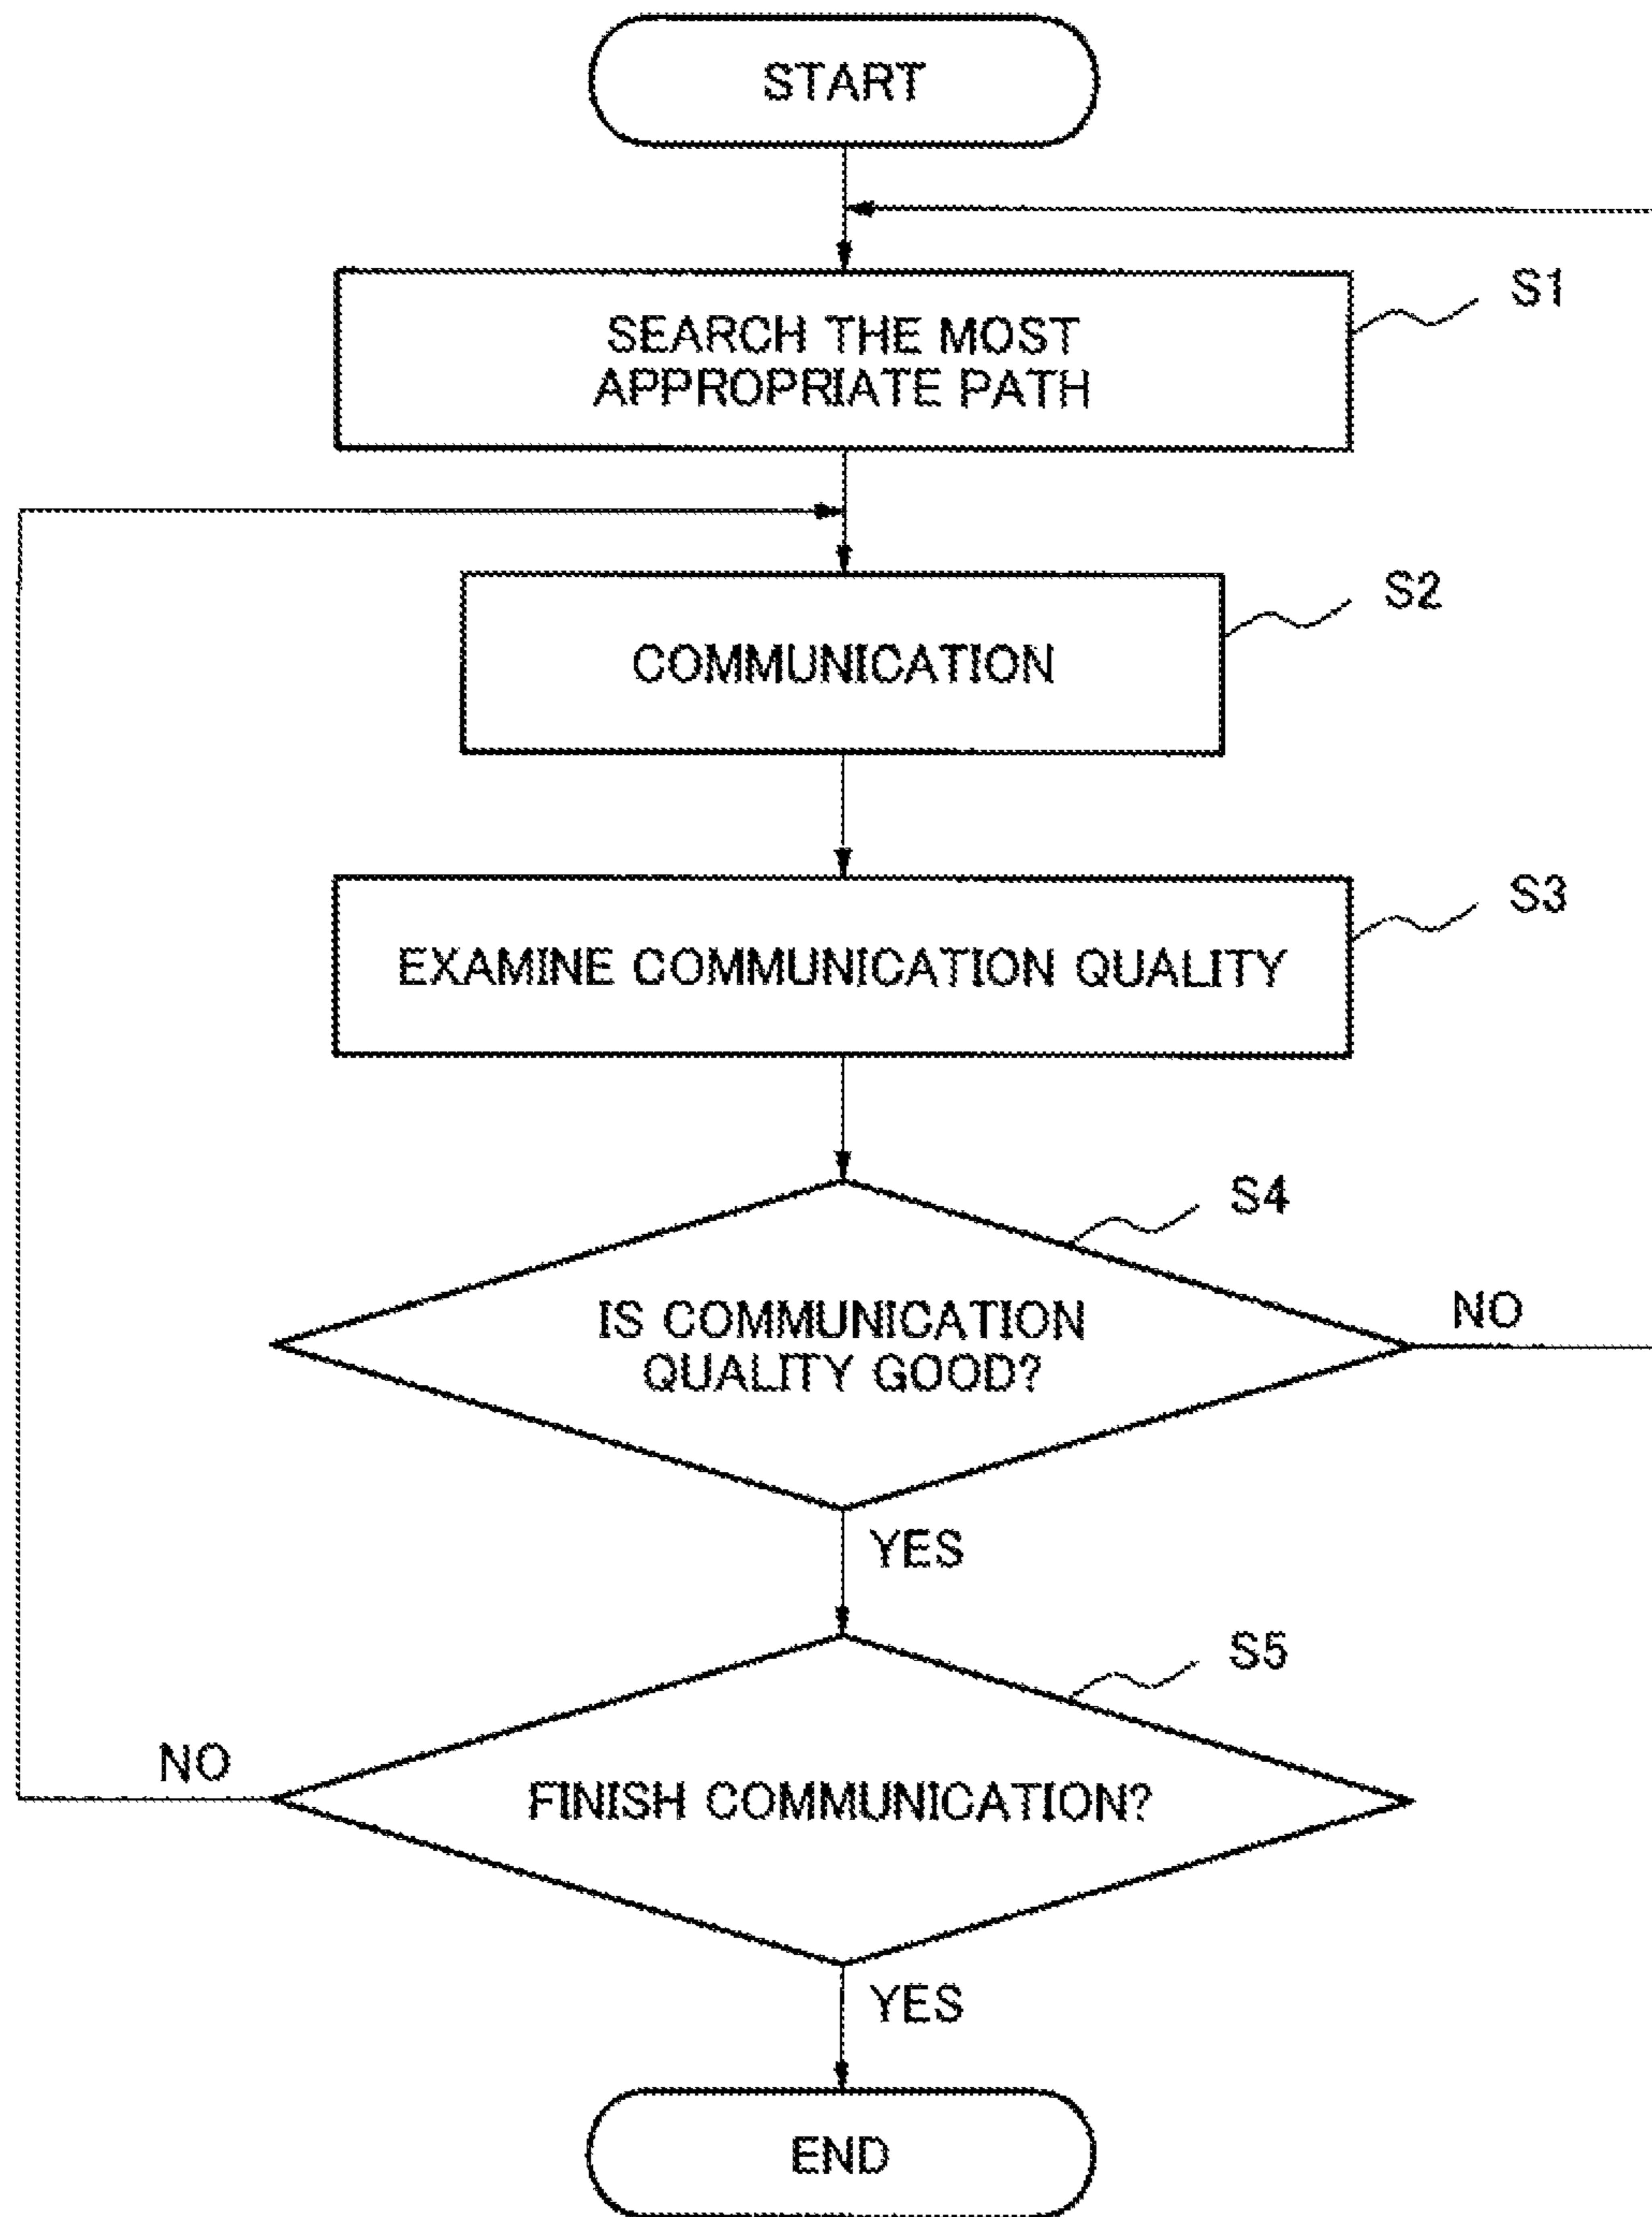 START
S1
SEARCH THE MOST
APPROPRIATE PATH
S2
COMMUNICATION
S3
EXAMINE COMMUNICATION QUALITY
S4
IS COMMUNICATION
QUALITY GOOD?
NO
YES
S5
NO
FINISH COMMUNICATION?
YES
END